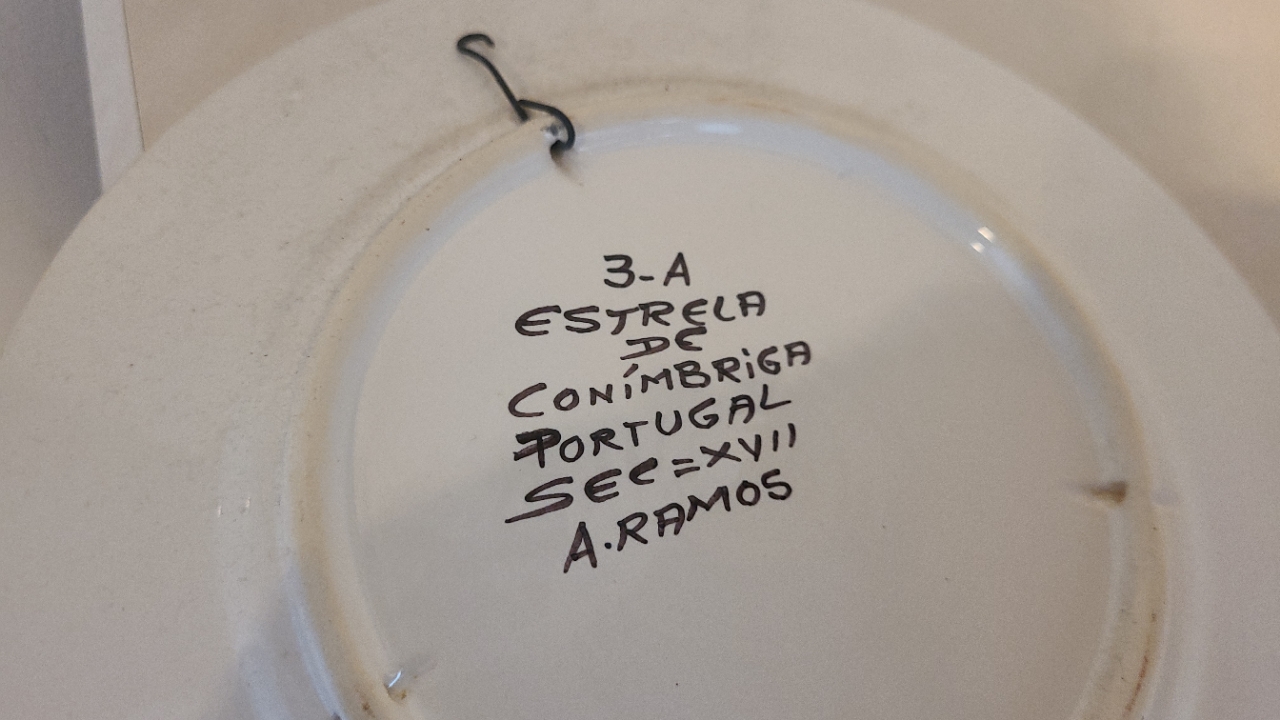 3-A
ESTRELA
DE
CONÍMBRIGA
PORTUGAL
SEC=XVII
A.RAMOS